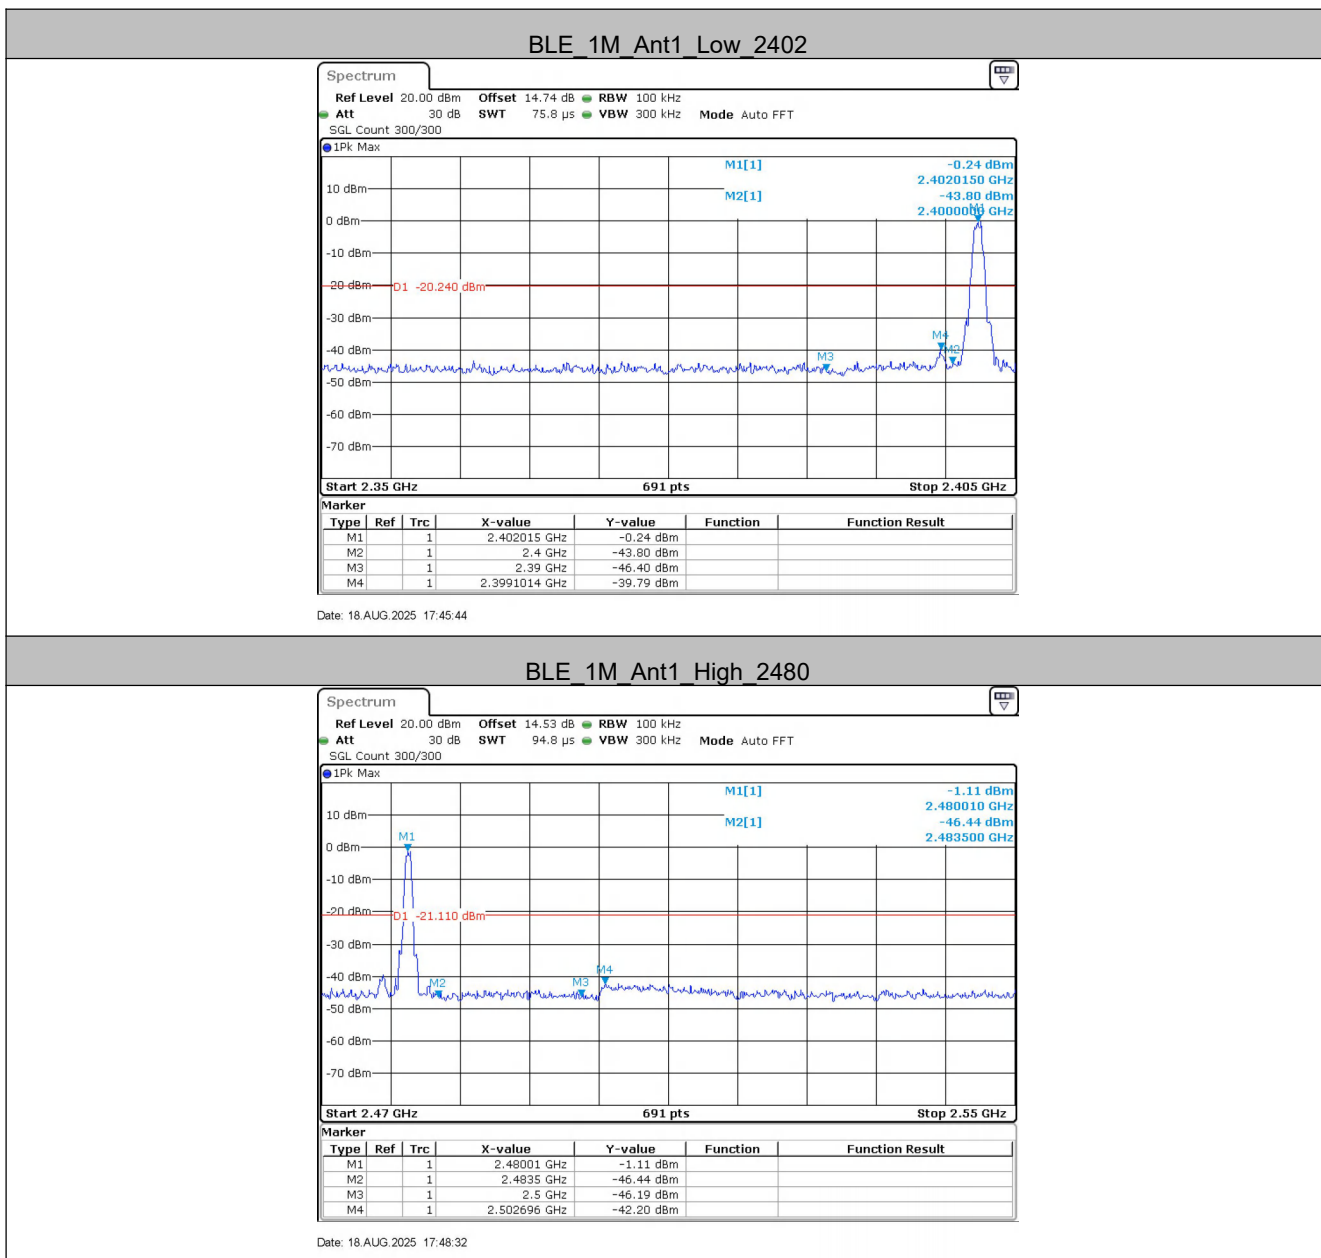 BLE_1M_Ant1_Low_2402
Spectrum
Ref Level 20.00 dBm Offset 14.74 dB RBW 100 kHz
Att 30 dB SWT 75.8 µs VBW 300 kHz Mode Auto FFT
SGL Count 300/300
1Pk Max
M1[1] -0.24 dBm
2.4020150 GHz
M2[1] -43.80 dBm
2.4000000 GHz
M1
10 dBm
0 dBm
-10 dBm
-20 dBm
D1 -20.240 dBm
-30 dBm
M4
-40 dBm
M2
M3
-50 dBm
-60 dBm
-70 dBm
Start 2.35 GHz 691 pts Stop 2.405 GHz
Marker
Type Ref Trc X-value Y-value Function Function Result
M1 1 2.402015 GHz -0.24 dBm
M2 1 2.4 GHz -43.80 dBm
M3 1 2.39 GHz -46.40 dBm
M4 1 2.3991014 GHz -39.79 dBm
Date: 18.AUG.2025 17:45:44
BLE_1M_Ant1_High_2480
Spectrum
Ref Level 20.00 dBm Offset 14.53 dB RBW 100 kHz
Att 30 dB SWT 94.8 µs VBW 300 kHz Mode Auto FFT
SGL Count 300/300
1Pk Max
M1[1] -1.11 dBm
2.480010 GHz
M2[1] -46.44 dBm
2.483500 GHz
10 dBm
M1
0 dBm
-10 dBm
-20 dBm
D1 -21.110 dBm
-30 dBm
M4
-40 dBm
M2
M3
-50 dBm
-60 dBm
-70 dBm
Start 2.47 GHz 691 pts Stop 2.55 GHz
Marker
Type Ref Trc X-value Y-value Function Function Result
M1 1 2.48001 GHz -1.11 dBm
M2 1 2.4835 GHz -46.44 dBm
M3 1 2.5 GHz -46.19 dBm
M4 1 2.502696 GHz -42.20 dBm
Date: 18.AUG.2025 17:48:32